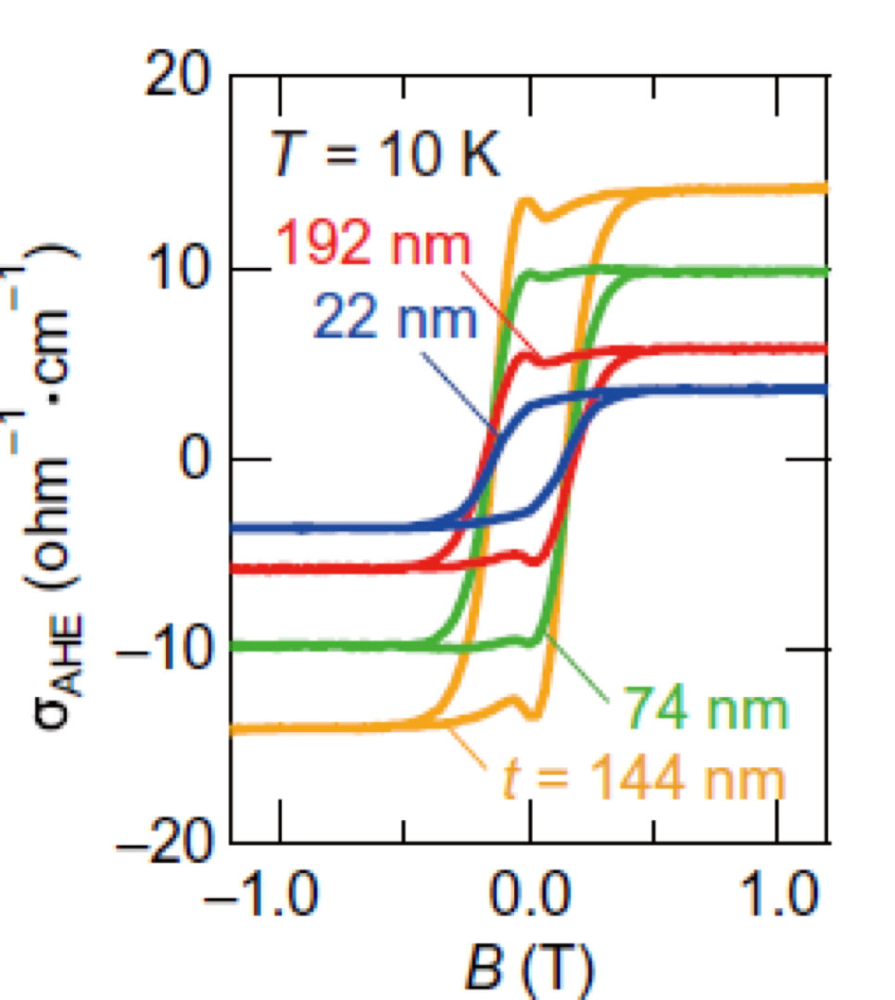 20
10
0
−10
−20
σAHE (ohm−1·cm−1)
T = 10 K
192 nm
22 nm
74 nm
t = 144 nm
−1.0 0.0 1.0
B (T)